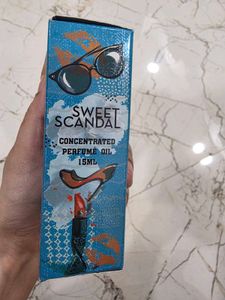 SWEET
SCANDAL
CONCENTRATED
PERFUME OIL
15ML